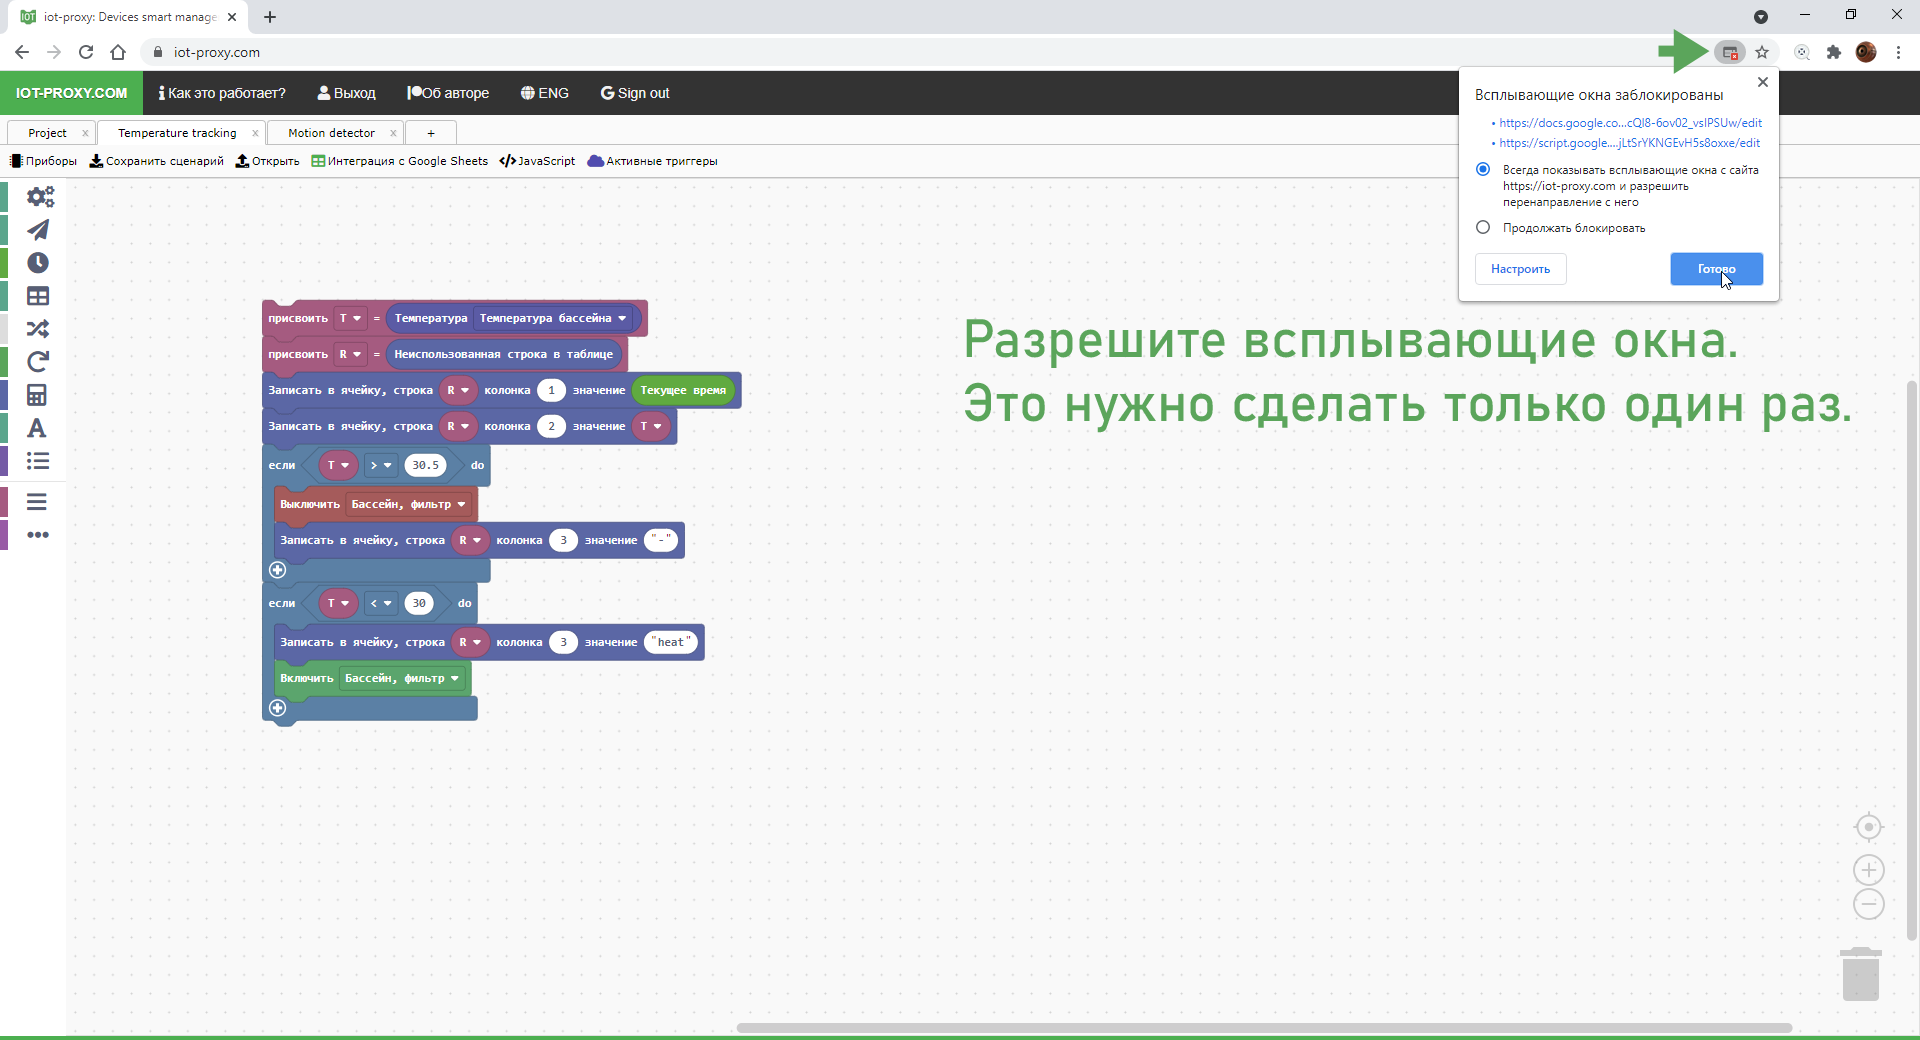 iot-proxy: Devices smart manage
iot-proxy.com
IOT-PROXY.COM
Как это работает?
Выход
Об авторе
ENG
Sign out
Project x
Temperature tracking x
Motion detector x
+
Приборы
Сохранить сценарий
Открыть
Интеграция с Google Sheets
JavaScript
Активные триггеры
Всплывающие окна заблокированы
• https://docs.google.co...cQl8-6ov02_vsIPSUw/edit
• https://script.google....jLtSrYKNGEvH5s8oxxe/edit
Всегда показывать всплывающие окна с сайта
https://iot-proxy.com и разрешить
перенаправление с него
Продолжать блокировать
Настроить
Готово
Разрешите всплывающие окна.
Это нужно сделать только один раз.
присвоить T = Температура Температура бассейна
присвоить R = Неиспользованная строка в таблице
Записать в ячейку, строка R колонка 1 значение Текущее время
Записать в ячейку, строка R колонка 2 значение T
если T > 30.5 do
Выключить Бассейн, фильтр
Записать в ячейку, строка R колонка 3 значение "-"
если T < 30 do
Записать в ячейку, строка R колонка 3 значение "heat"
Включить Бассейн, фильтр